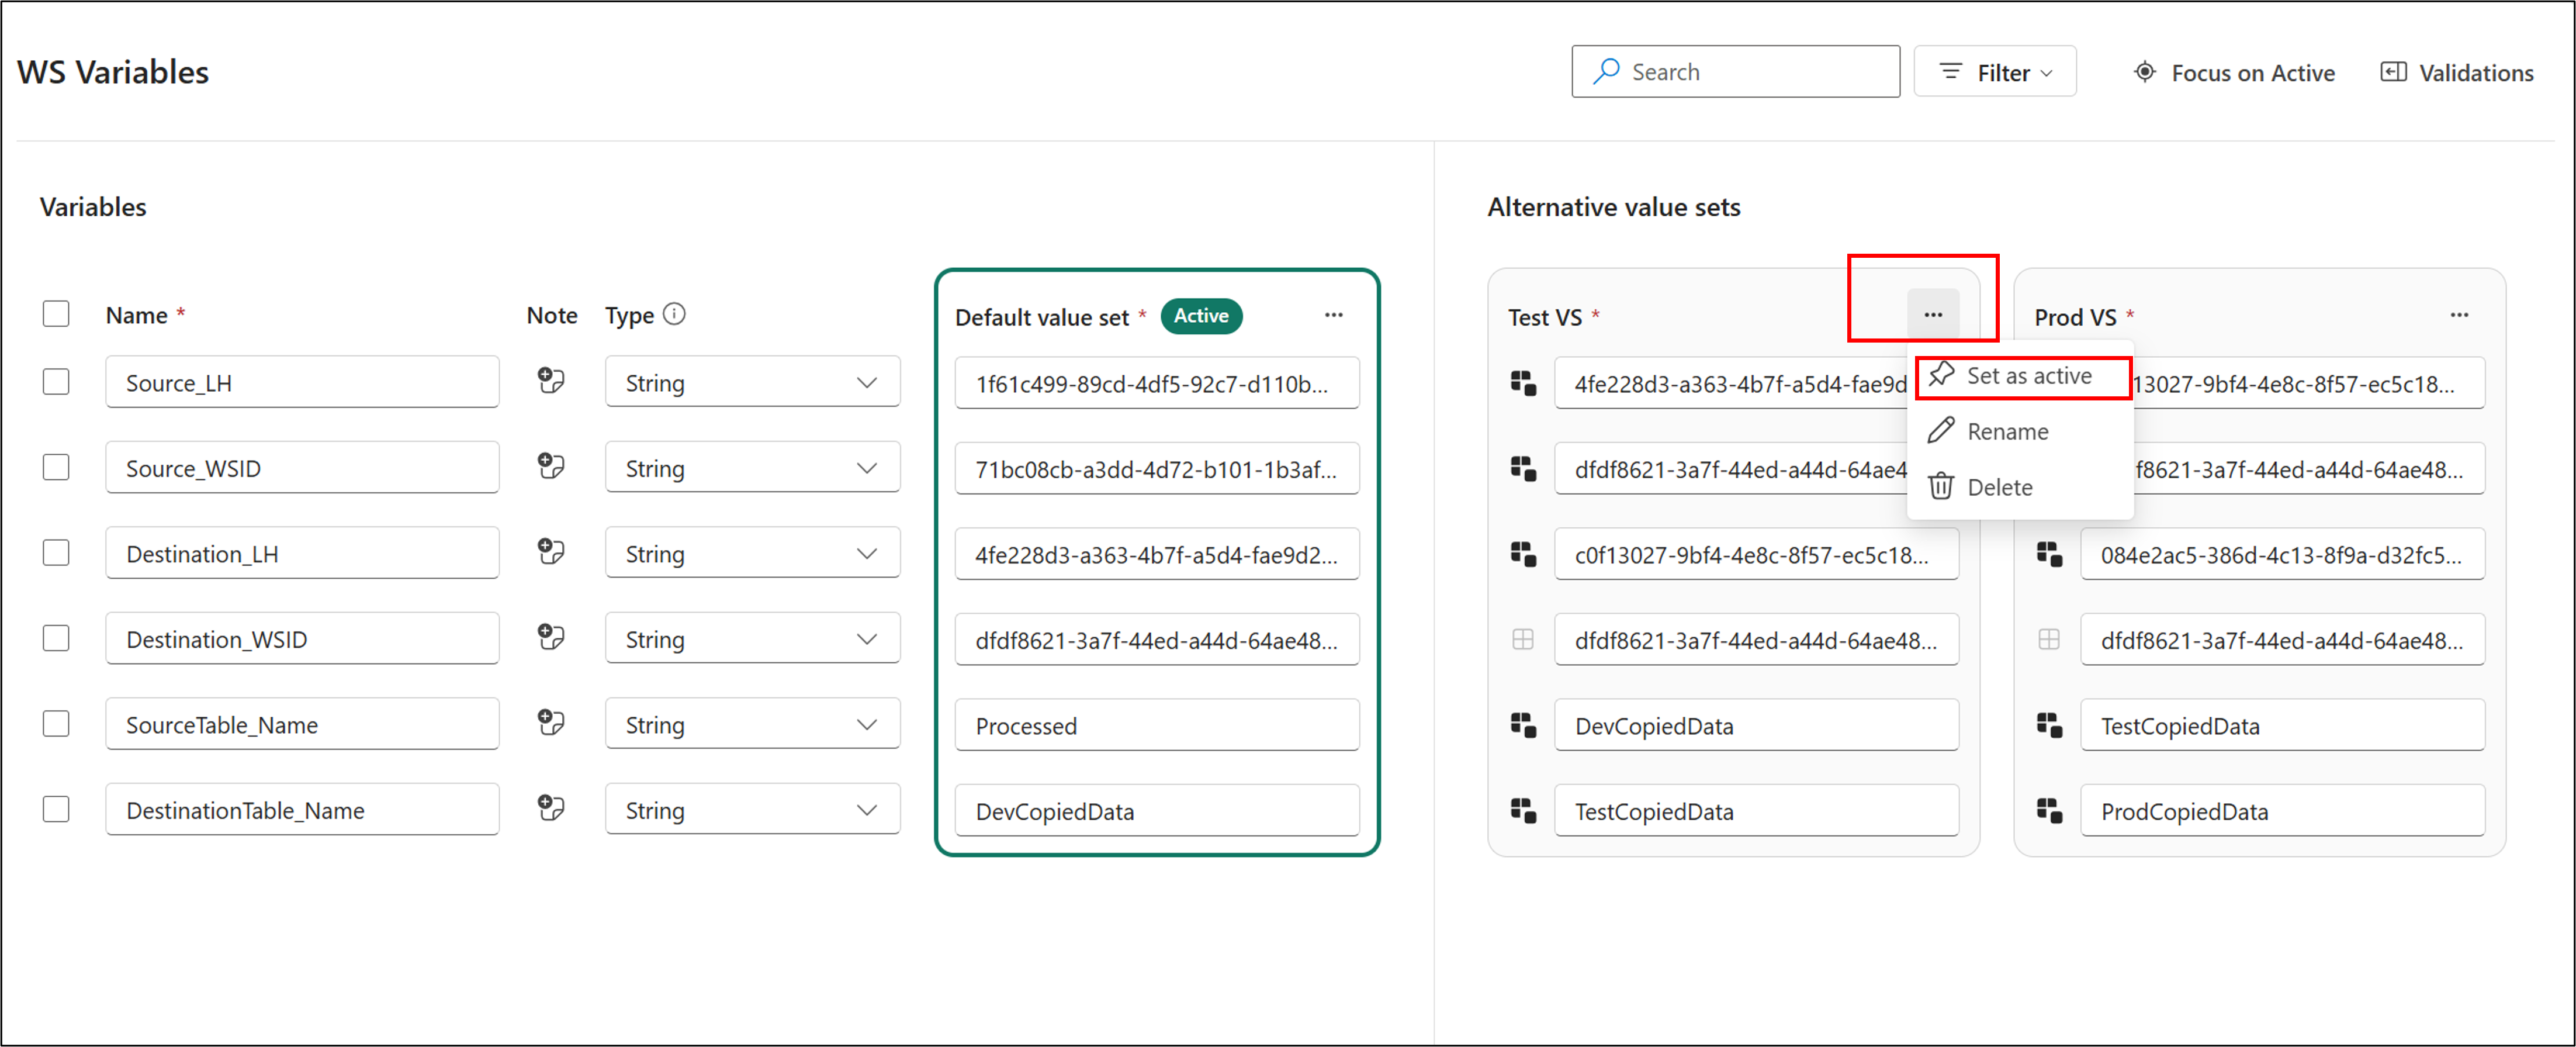 WS Variables
Search
Filter
Focus on Active
Validations
Variables
Alternative value sets
Name *
Note
Type
Default value set *
Active
...
Test VS *
...
Prod VS *
...
Source_LH
String
1f61c499-89cd-4df5-92c7-d110b...
4fe228d3-a363-4b7f-a5d4-fae9d
13027-9bf4-4e8c-8f57-ec5c18...
Set as active
Rename
Delete
Source_WSID
String
71bc08cb-a3dd-4d72-b101-1b3af...
dfdf8621-3a7f-44ed-a44d-64ae4
f8621-3a7f-44ed-a44d-64ae48...
Destination_LH
String
4fe228d3-a363-4b7f-a5d4-fae9d2...
c0f13027-9bf4-4e8c-8f57-ec5c18...
084e2ac5-386d-4c13-8f9a-d32fc5...
Destination_WSID
String
dfdf8621-3a7f-44ed-a44d-64ae48...
dfdf8621-3a7f-44ed-a44d-64ae48...
dfdf8621-3a7f-44ed-a44d-64ae48...
SourceTable_Name
String
Processed
DevCopiedData
TestCopiedData
DestinationTable_Name
String
DevCopiedData
TestCopiedData
ProdCopiedData